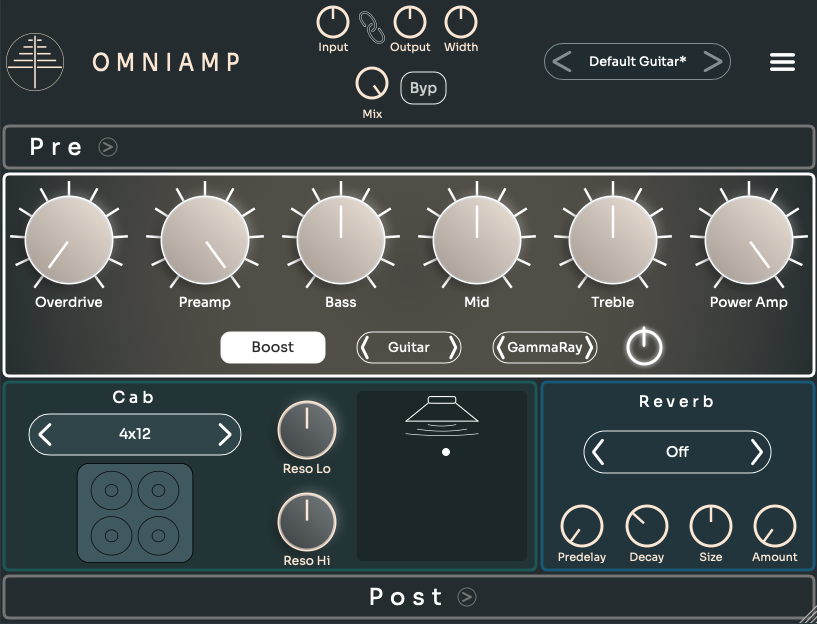 OMNIAMP
Input
Output
Width
Mix
Byp
Default Guitar*
Pre
Overdrive
Preamp
Bass
Mid
Treble
Power Amp
Boost
Guitar
GammaRay
Cab
4x12
Reso Lo
Reso Hi
Reverb
Off
Predelay
Decay
Size
Amount
Post